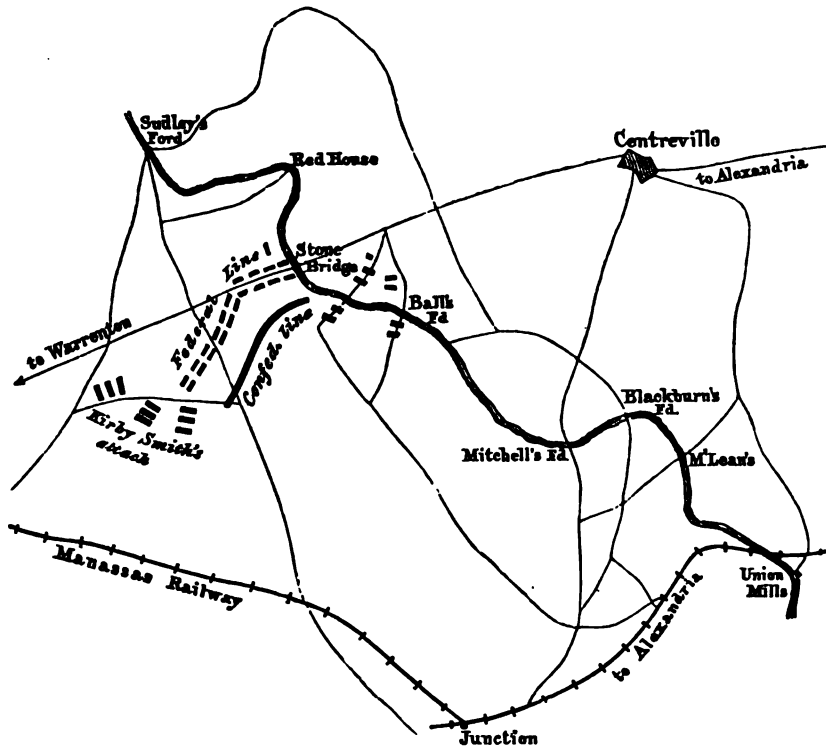 Sudley's
Ford
Red House
Centreville
to Alexandria
Line
Stone
Bridge
Federal
Ball's
Fd
to Warrenton
Confed. line
Kirby Smith's
attack
Blackburn's
Fd.
Mitchell's Fd.
McLean's
Manassas Railway
Union
Mills
to Alexandria
Junction